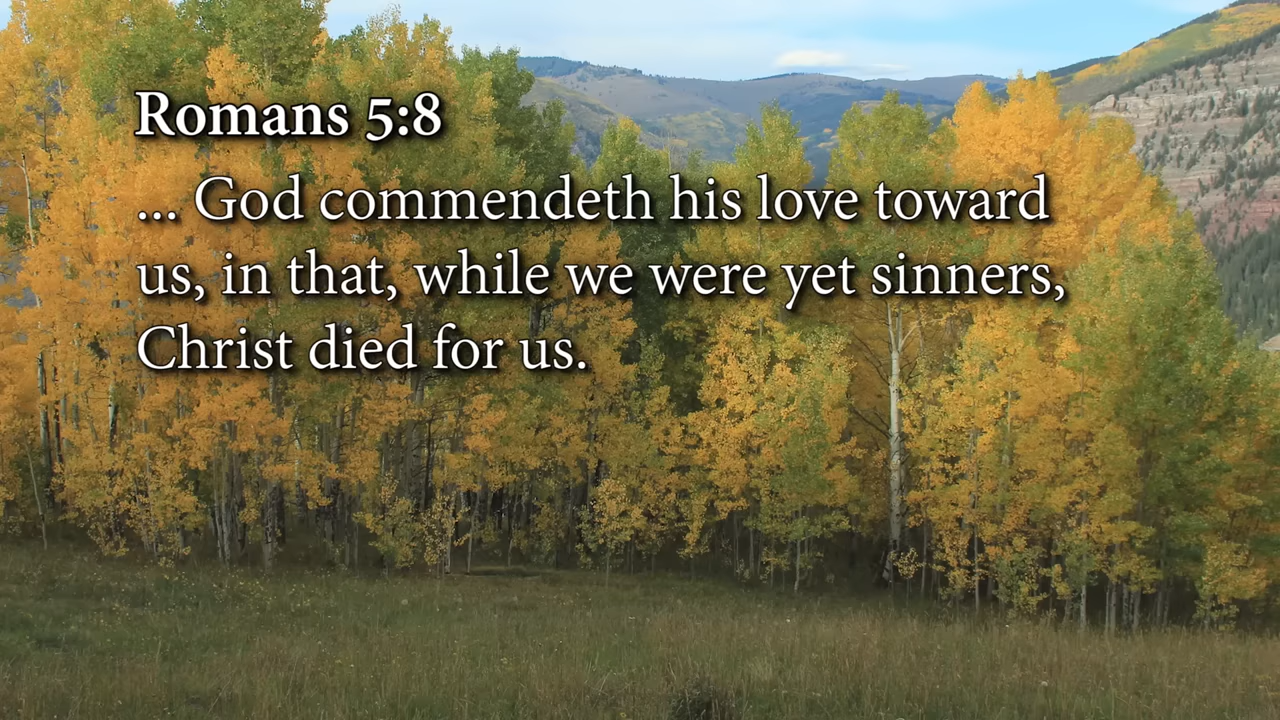 Romans 5:8
... God commendeth his love toward
us, in that, while we were yet sinners,
Christ died for us.